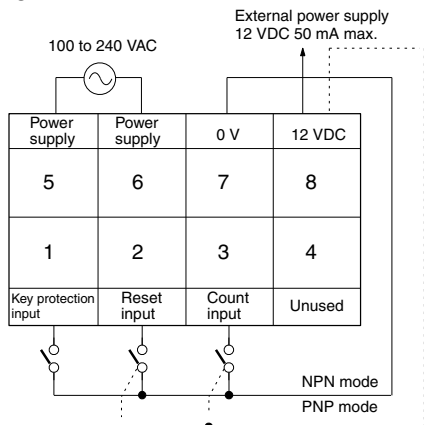 External power supply
12 VDC 50 mA max.
100 to 240 VAC
Power supply
Power supply
0 V
12 VDC
5
6
7
8
1
2
3
4
Key protection input
Reset input
Count input
Unused
NPN mode
PNP mode